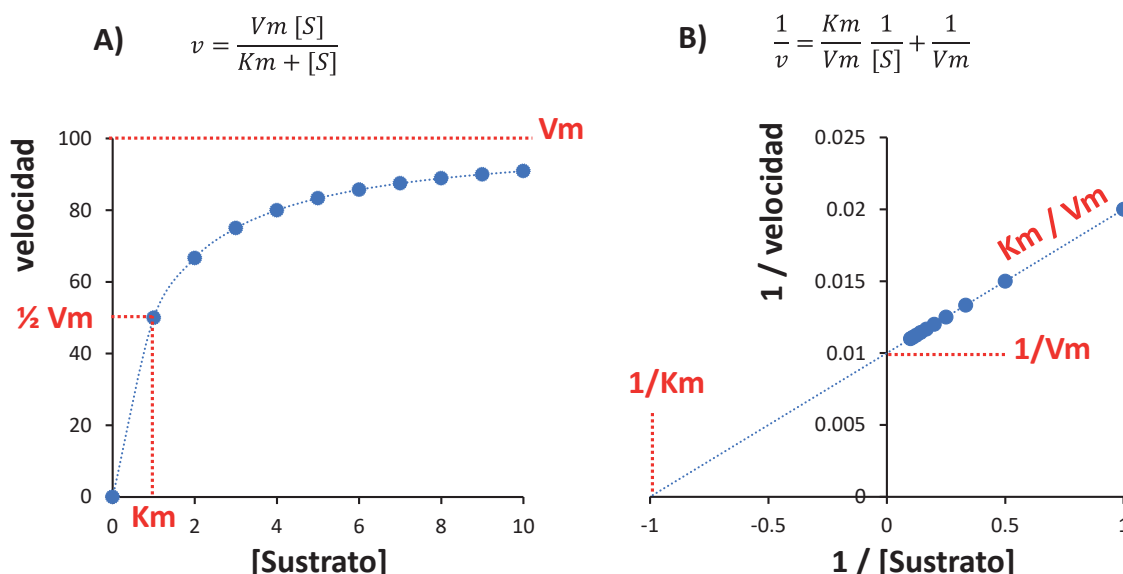 A)
v = Vm [S] / Km + [S]
velocidad
100
80
60
40
20
0
Vm
½ Vm
Km
0 2 4 6 8 10
[Sustrato]
B)
1/v = Km/Vm 1/[S] + 1/Vm
1 / velocidad
0.025
0.02
0.015
0.01
0.005
0
Km / Vm
1/Vm
1/Km
-1 -0.5 0 0.5 1
1 / [Sustrato]